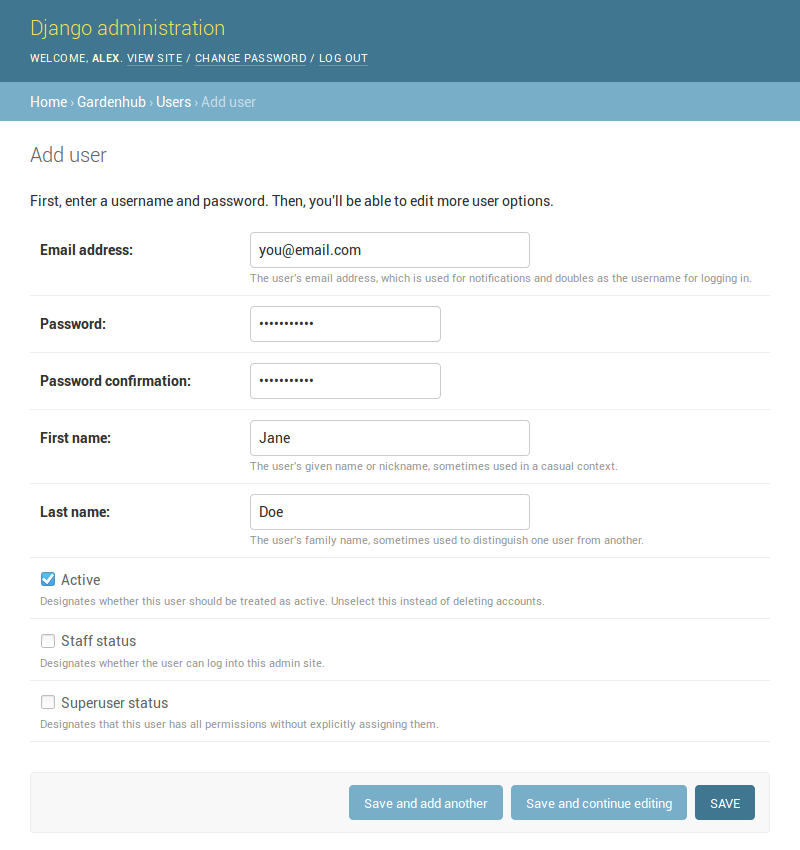 Django administration
WELCOME, ALEX. VIEW SITE / CHANGE PASSWORD / LOG OUT
Home › Gardenhub › Users › Add user
Add user
First, enter a username and password. Then, you'll be able to edit more user options.
Email address:
you@email.com
The user's email address, which is used for notifications and doubles as the username for logging in.
Password:
•••••••••••
Password confirmation:
•••••••••••
First name:
Jane
The user's given name or nickname, sometimes used in a casual context.
Last name:
Doe
The user's family name, sometimes used to distinguish one user from another.
Active
Designates whether this user should be treated as active. Unselect this instead of deleting accounts.
Staff status
Designates whether the user can log into this admin site.
Superuser status
Designates that this user has all permissions without explicitly assigning them.
Save and add another
Save and continue editing
SAVE